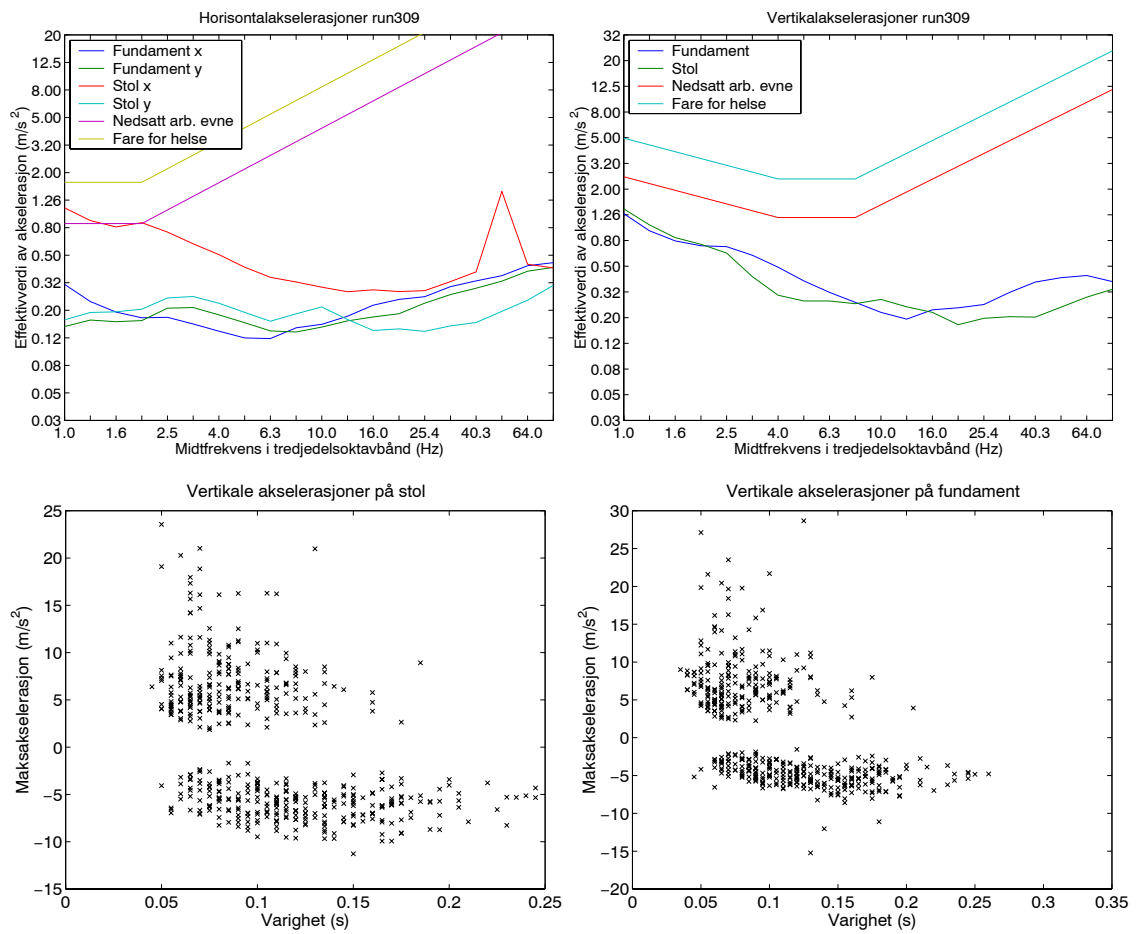 Horisontalakselerasjoner run309
20
12.5
8.00
5.00
3.20
2.00
1.26
0.80
0.50
0.32
0.20
0.12
0.08
0.05
0.03
Effektivverdi av akselerasjon (m/s²)
Fundament x
Fundament y
Stol x
Stol y
Nedsatt arb. evne
Fare for helse
1.0 1.6 2.5 4.0 6.3 10.0 16.0 25.4 40.3 64.0
Midtfrekvens i tredjedelsoktavbånd (Hz)
Vertikalakselerasjoner run309
32
20
12.5
8.00
5.00
3.20
2.00
1.26
0.80
0.50
0.32
0.20
0.12
0.08
0.05
0.03
Effektivverdi av akselerasjon (m/s²)
Fundament
Stol
Nedsatt arb. evne
Fare for helse
1.0 1.6 2.5 4.0 6.3 10.0 16.0 25.4 40.3 64.0
Midtfrekvens i tredjedelsoktavbånd (Hz)
Vertikale akselerasjoner på stol
25
20
15
10
5
0
−5
−10
−15
Maksakselerasjon (m/s²)
0 0.05 0.1 0.15 0.2 0.25
Varighet (s)
Vertikale akselerasjoner på fundament
30
25
20
15
10
5
0
−5
−10
−15
−20
Maksakselerasjon (m/s²)
0 0.05 0.1 0.15 0.2 0.25 0.3 0.35
Varighet (s)